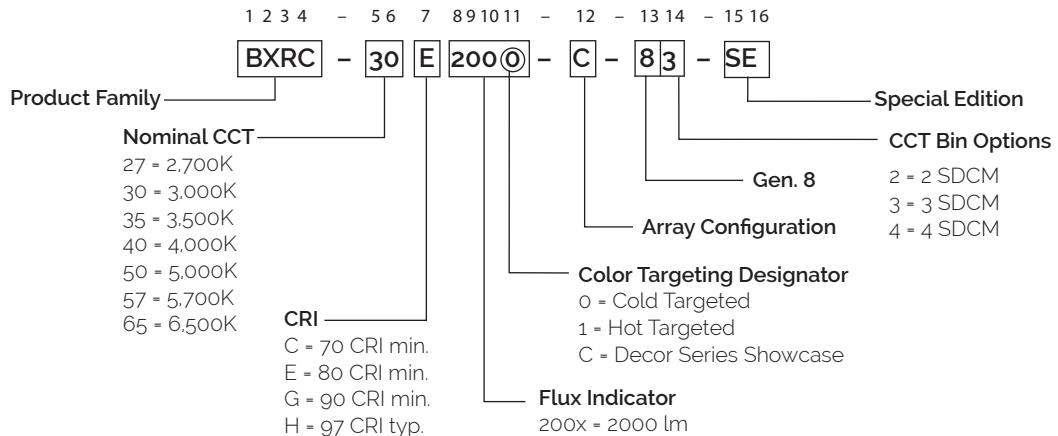 1 2 3 4 – 5 6 7 8 9 10 11 – 12 – 13 14 – 15 16
BXRC – 30 E 200 0 – C – 8 3 – SE
Product Family
Special Edition
Nominal CCT
27 = 2,700K
30 = 3,000K
35 = 3,500K
40 = 4,000K
50 = 5,000K
57 = 5,700K
65 = 6,500K
CCT Bin Options
2 = 2 SDCM
3 = 3 SDCM
4 = 4 SDCM
Gen. 8
Array Configuration
Color Targeting Designator
0 = Cold Targeted
1 = Hot Targeted
C = Decor Series Showcase
CRI
C = 70 CRI min.
E = 80 CRI min.
G = 90 CRI min.
H = 97 CRI typ.
Flux Indicator
200x = 2000 lm